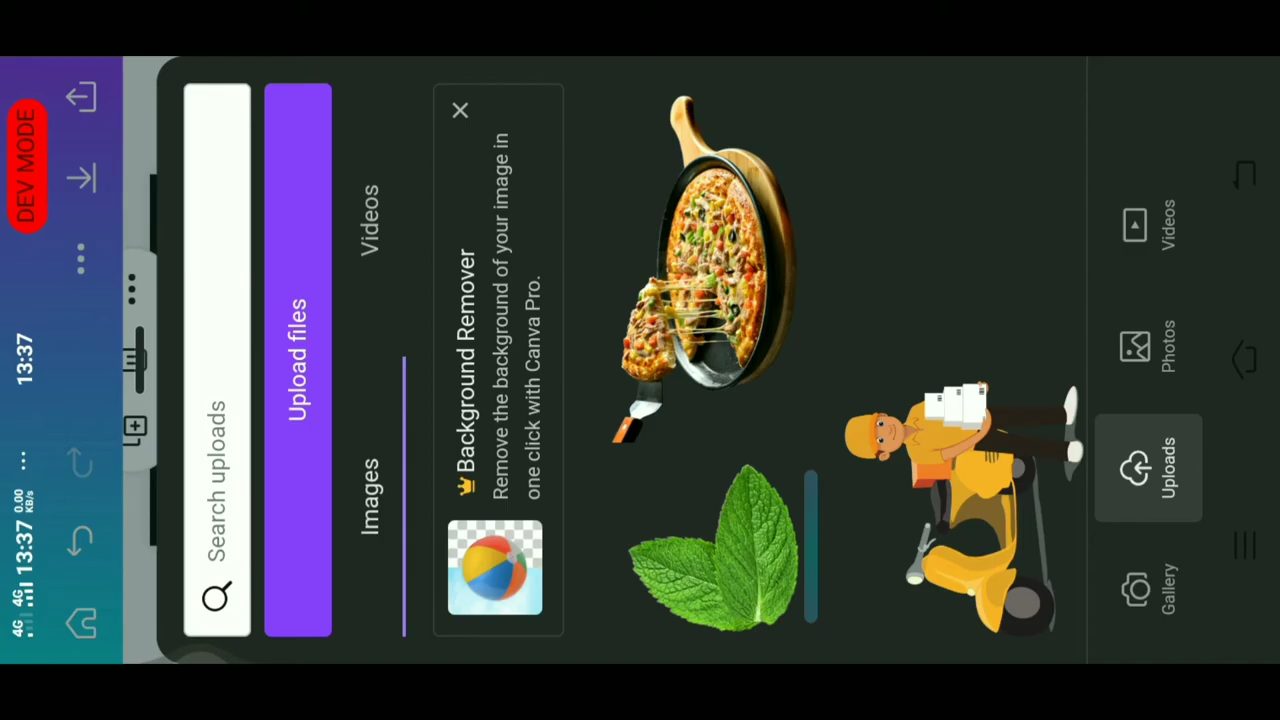 4G 4G 13:37 0.00 KB/s ... 13:37
DEV MODE
Search uploads
Upload files
Images
Videos
Background Remover
Remove the background of your image in
one click with Canva Pro.
Gallery
Uploads
Photos
Videos